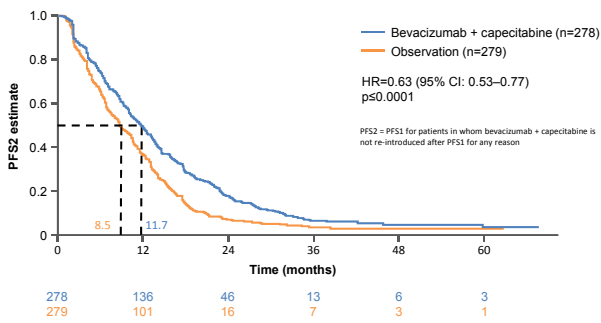 Bevacizumab + capecitabine (n=278)
Observation (n=279)
HR=0.63 (95% CI: 0.53–0.77)
p≤0.0001
PFS2 = PFS1 for patients in whom bevacizumab + capecitabine is
not re-introduced after PFS1 for any reason
PFS2 estimate
1.0
0.8
0.6
0.4
0.2
0
8.5 11.7
0 12 24 36 48 60
Time (months)
278 136 46 13 6 3
279 101 16 7 3 1